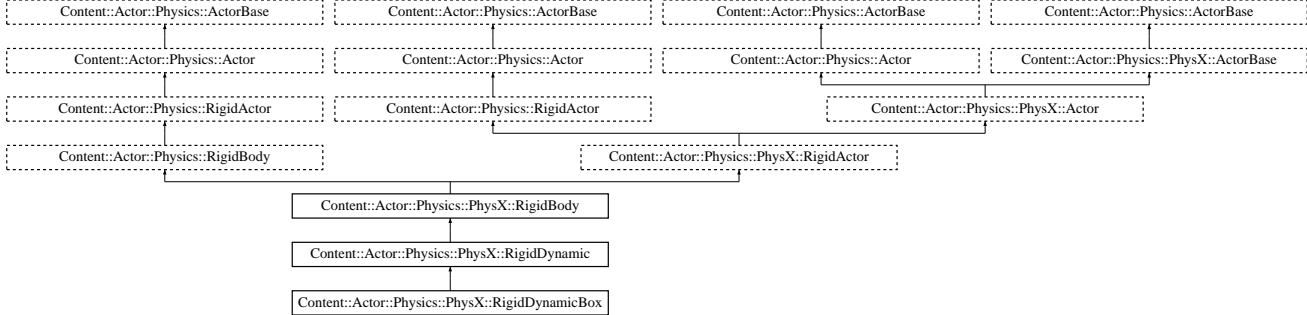 Content::Actor::Physics::ActorBase
Content::Actor::Physics::ActorBase
Content::Actor::Physics::ActorBase
Content::Actor::Physics::ActorBase
Content::Actor::Physics::Actor
Content::Actor::Physics::Actor
Content::Actor::Physics::Actor
Content::Actor::Physics::PhysX::ActorBase
Content::Actor::Physics::RigidActor
Content::Actor::Physics::RigidActor
Content::Actor::Physics::PhysX::Actor
Content::Actor::Physics::RigidBody
Content::Actor::Physics::PhysX::RigidActor
Content::Actor::Physics::PhysX::RigidBody
Content::Actor::Physics::PhysX::RigidDynamic
Content::Actor::Physics::PhysX::RigidDynamicBox